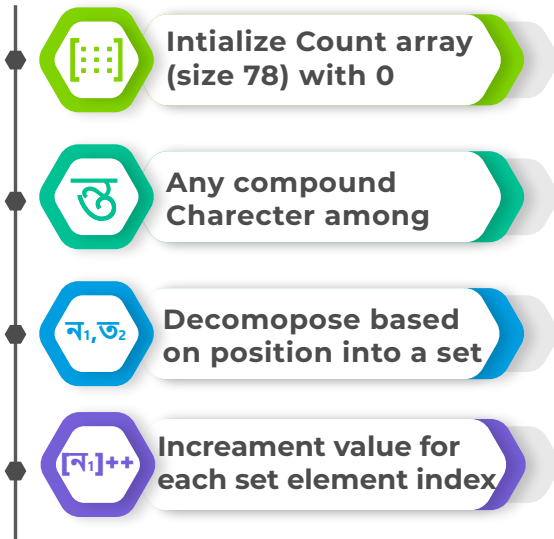 [:::]
Intialize Count array
(size 78) with 0
ন্ত
Any compound
Charecter among
ন₁,ত₂
Decomopose based
on position into a set
[ন₁]++
Increament value for
each set element index